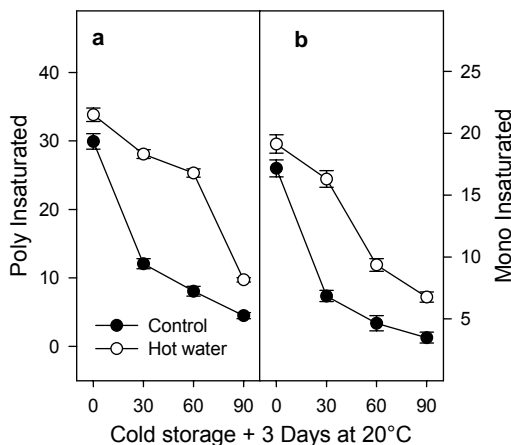 a
b
Poly Insaturated
40
30
20
10
0
25
20
15
10
5
Mono Insaturated
Control
Hot water
0 30 60 90 0 30 60 90
Cold storage + 3 Days at 20°C